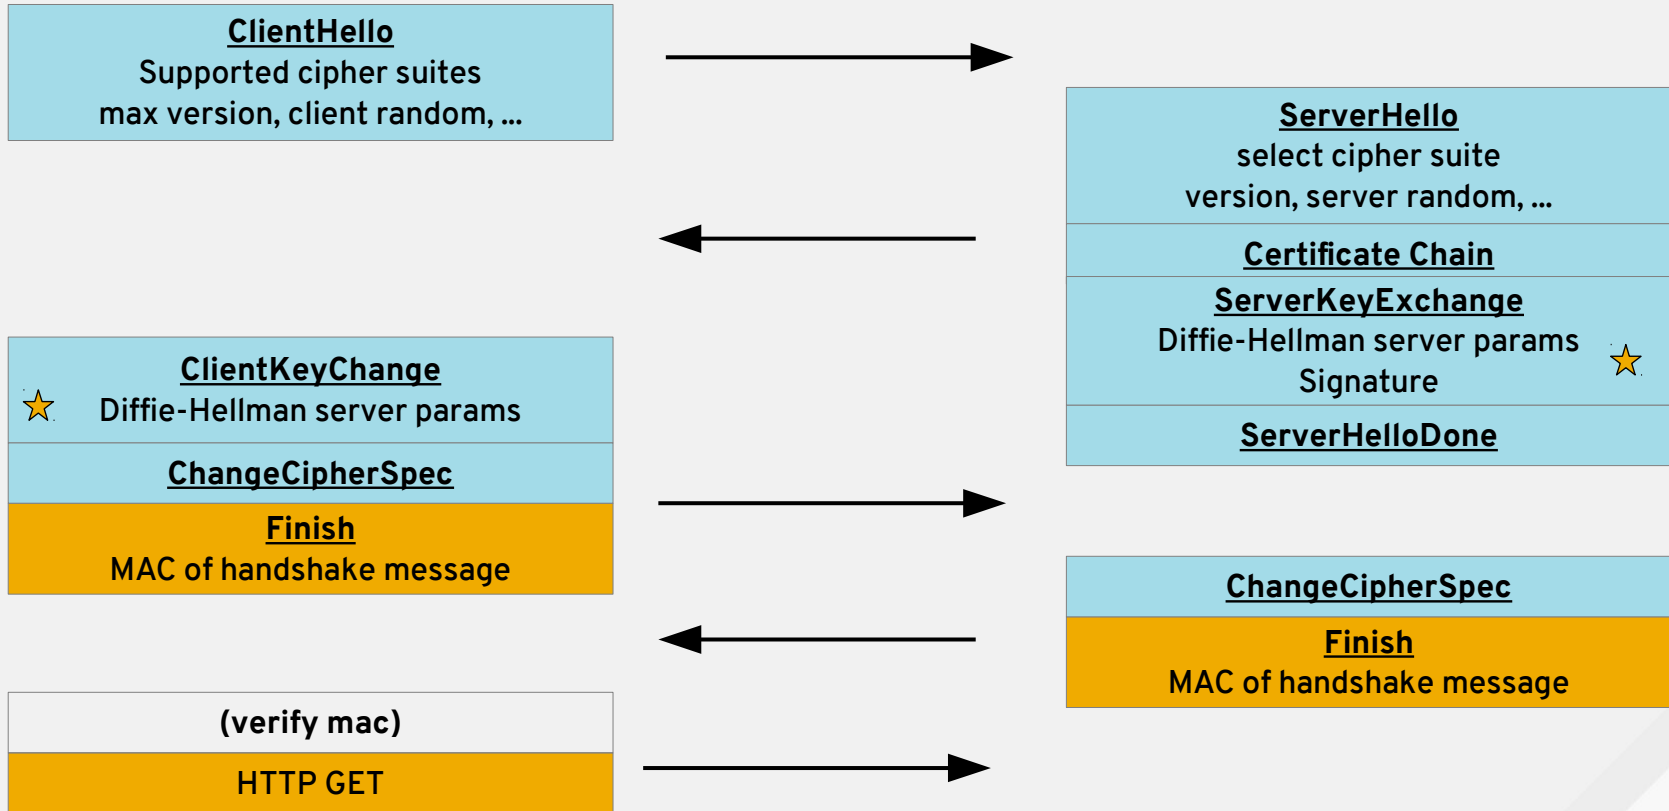 ClientHello
Supported cipher suites
max version, client random, ...
ServerHello
select cipher suite
version, server random, ...
Certificate Chain
ServerKeyExchange
Diffie-Hellman server params
Signature
ServerHelloDone
ClientKeyChange
Diffie-Hellman server params
ChangeCipherSpec
Finish
MAC of handshake message
ChangeCipherSpec
Finish
MAC of handshake message
(verify mac)
HTTP GET